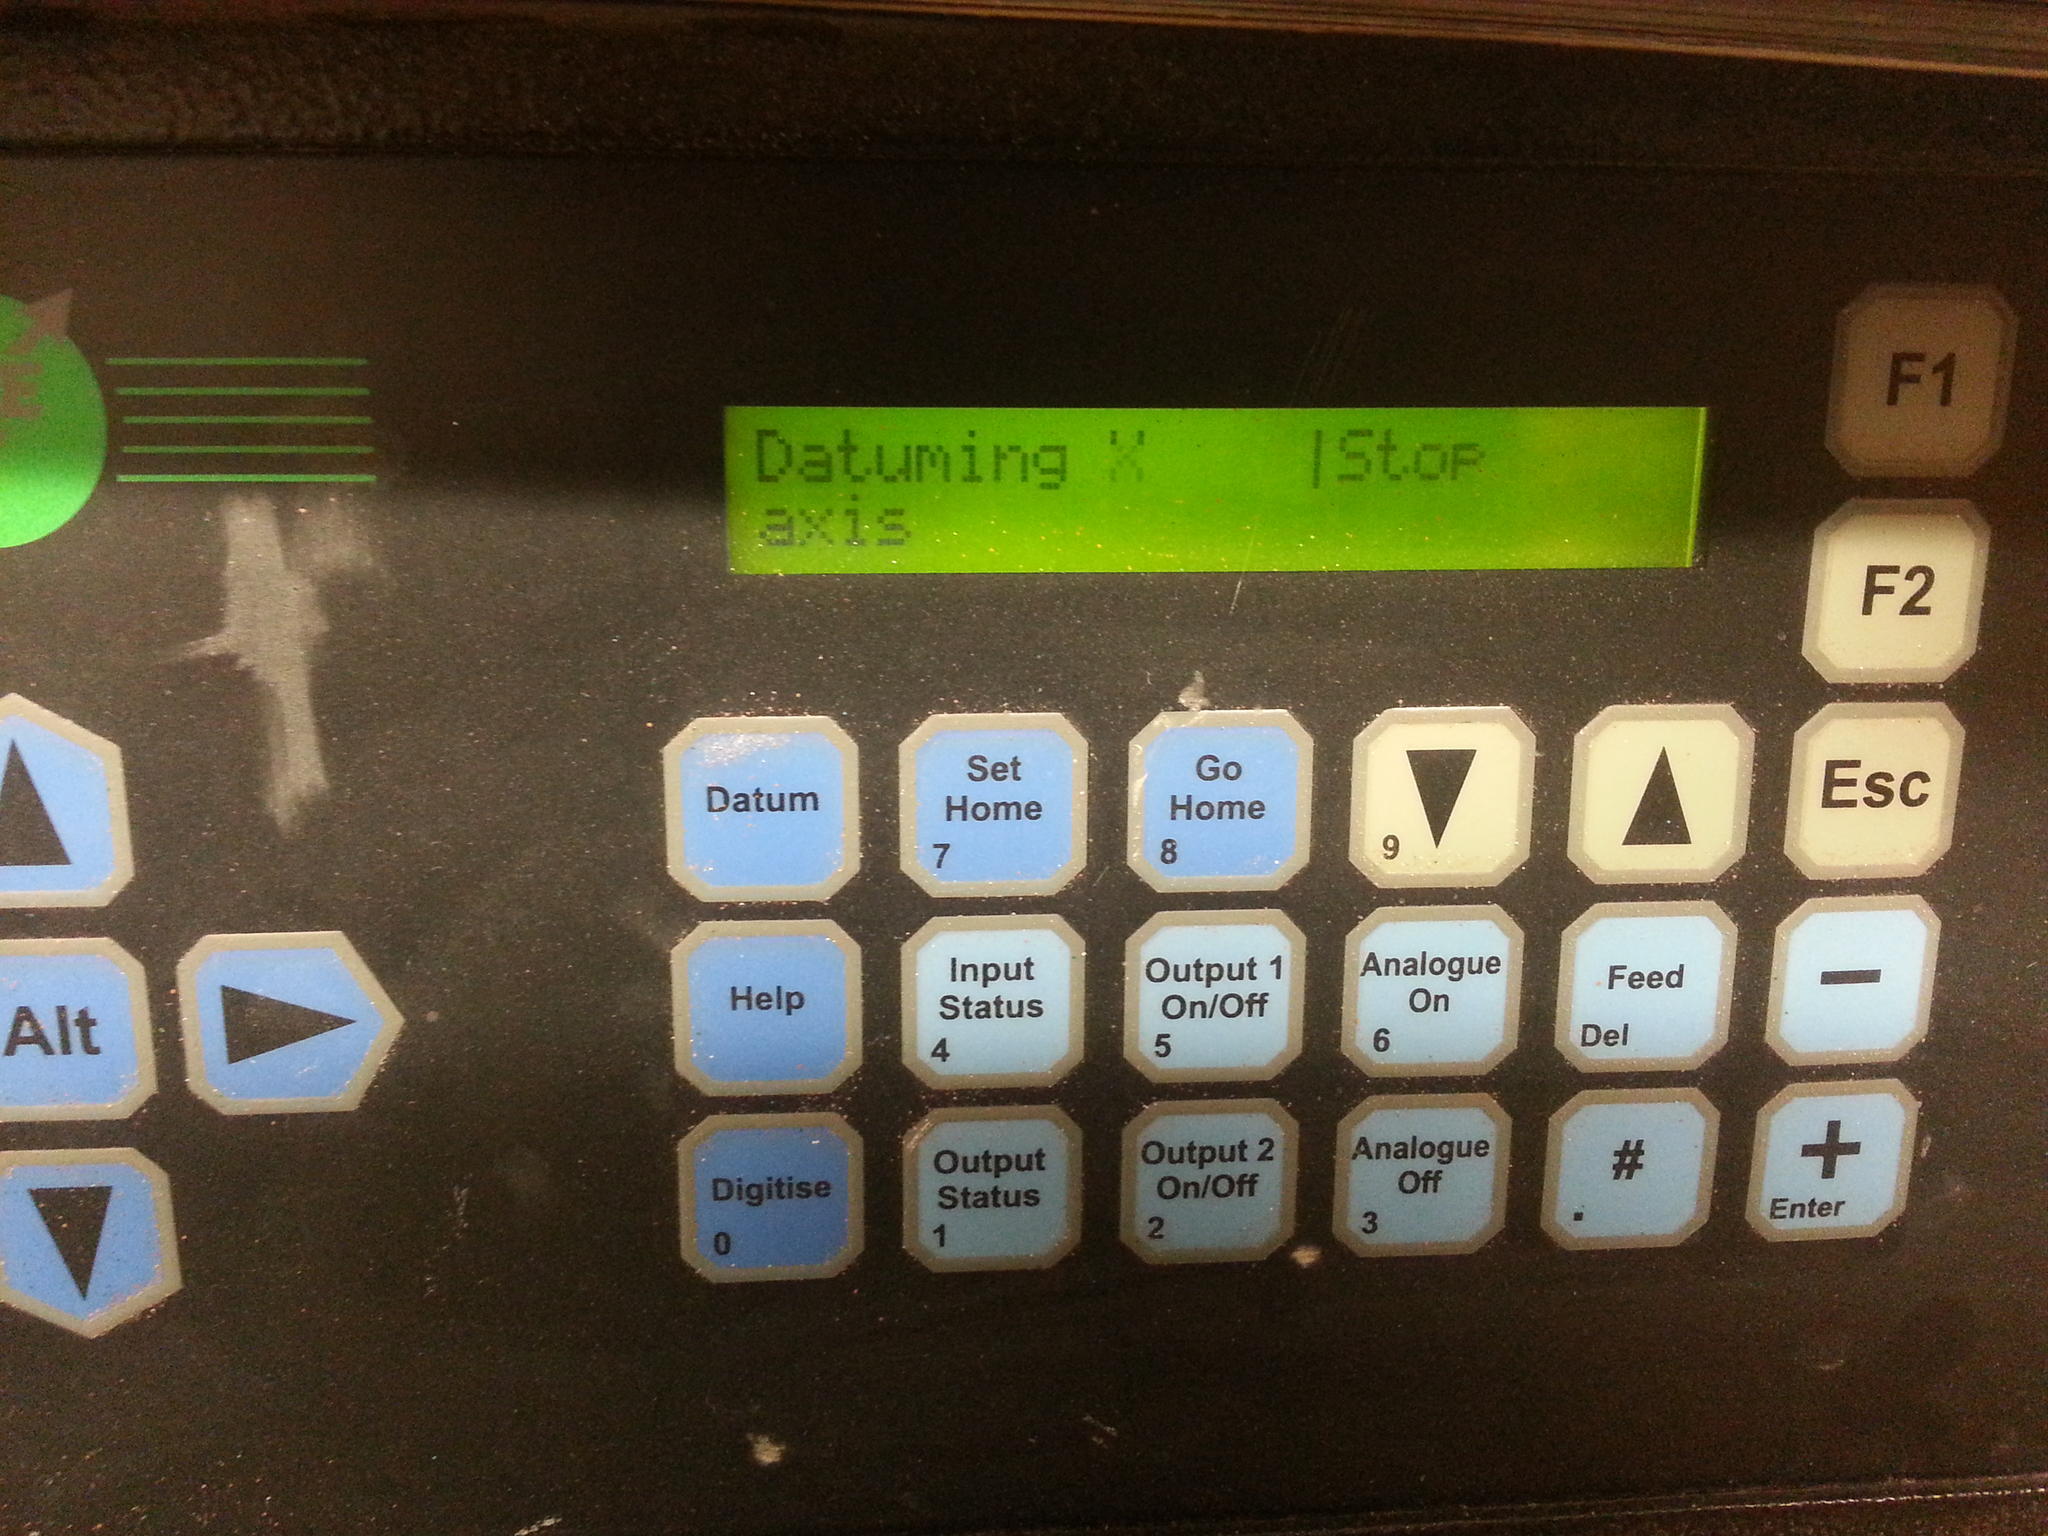 Datuming X |Stop
axis
F1
F2
Datum
Set
Home
7
Go
Home
8
9
Esc
Help
Input
Status
4
Output 1
On/Off
5
Analogue
On
6
Feed
Del
−
Alt
Digitise
0
Output
Status
1
Output 2
On/Off
2
Analogue
Off
3
#
.
+
Enter